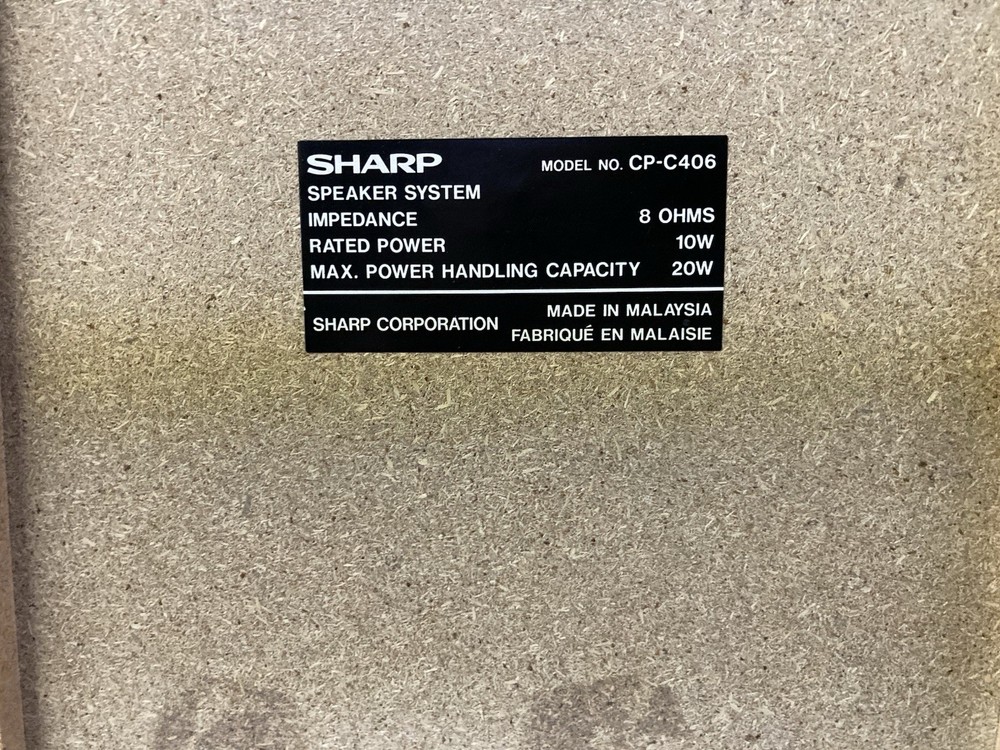 SHARP MODEL NO. CP-C406
SPEAKER SYSTEM
IMPEDANCE 8 OHMS
RATED POWER 10W
MAX. POWER HANDLING CAPACITY 20W
SHARP CORPORATION
MADE IN MALAYSIA
FABRIQUÉ EN MALAISIE